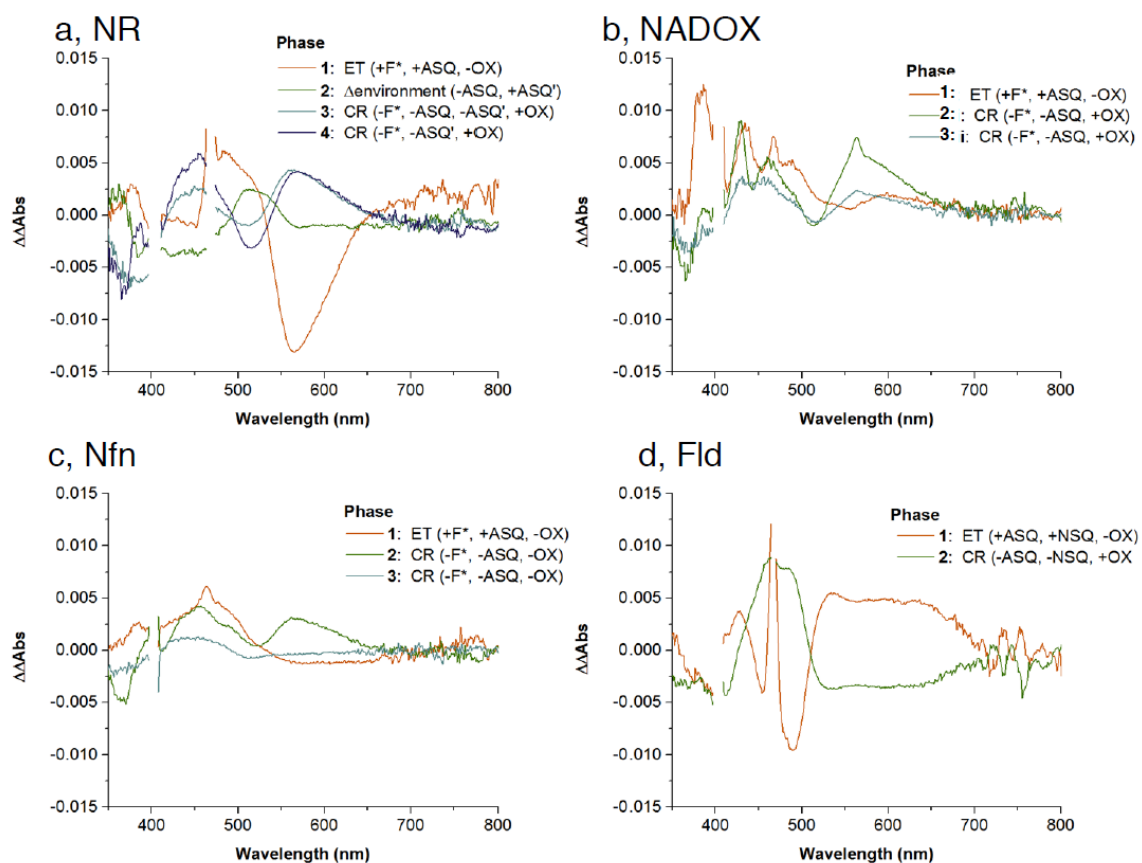 a, NR
Phase
1: ET (+F*, +ASQ, -OX)
2: Δenvironment (-ASQ, +ASQ')
3: CR (-F*, -ASQ, -ASQ', +OX)
4: CR (-F*, -ASQ', +OX)
0.015
0.010
0.005
0.000
-0.005
-0.010
-0.015
ΔΔAbs
400 500 600 700 800
Wavelength (nm)
b, NADOX
Phase
1: ET (+F*, +ASQ, -OX)
2: : CR (-F*, -ASQ, +OX)
3: i: CR (-F*, -ASQ, +OX)
0.015
0.010
0.005
0.000
-0.005
-0.010
-0.015
ΔΔAbs
400 500 600 700 800
Wavelength (nm)
c, Nfn
Phase
1: ET (+F*, +ASQ, -OX)
2: CR (-F*, -ASQ, -OX)
3: CR (-F*, -ASQ, -OX)
0.015
0.010
0.005
0.000
-0.005
-0.010
-0.015
ΔΔAbs
400 500 600 700 800
Wavelength (nm)
d, Fld
Phase
1: ET (+ASQ, +NSQ, -OX)
2: CR (-ASQ, -NSQ, +OX
0.015
0.010
0.005
0.000
-0.005
-0.010
-0.015
ΔΔAbs
400 500 600 700 800
Wavelength (nm)